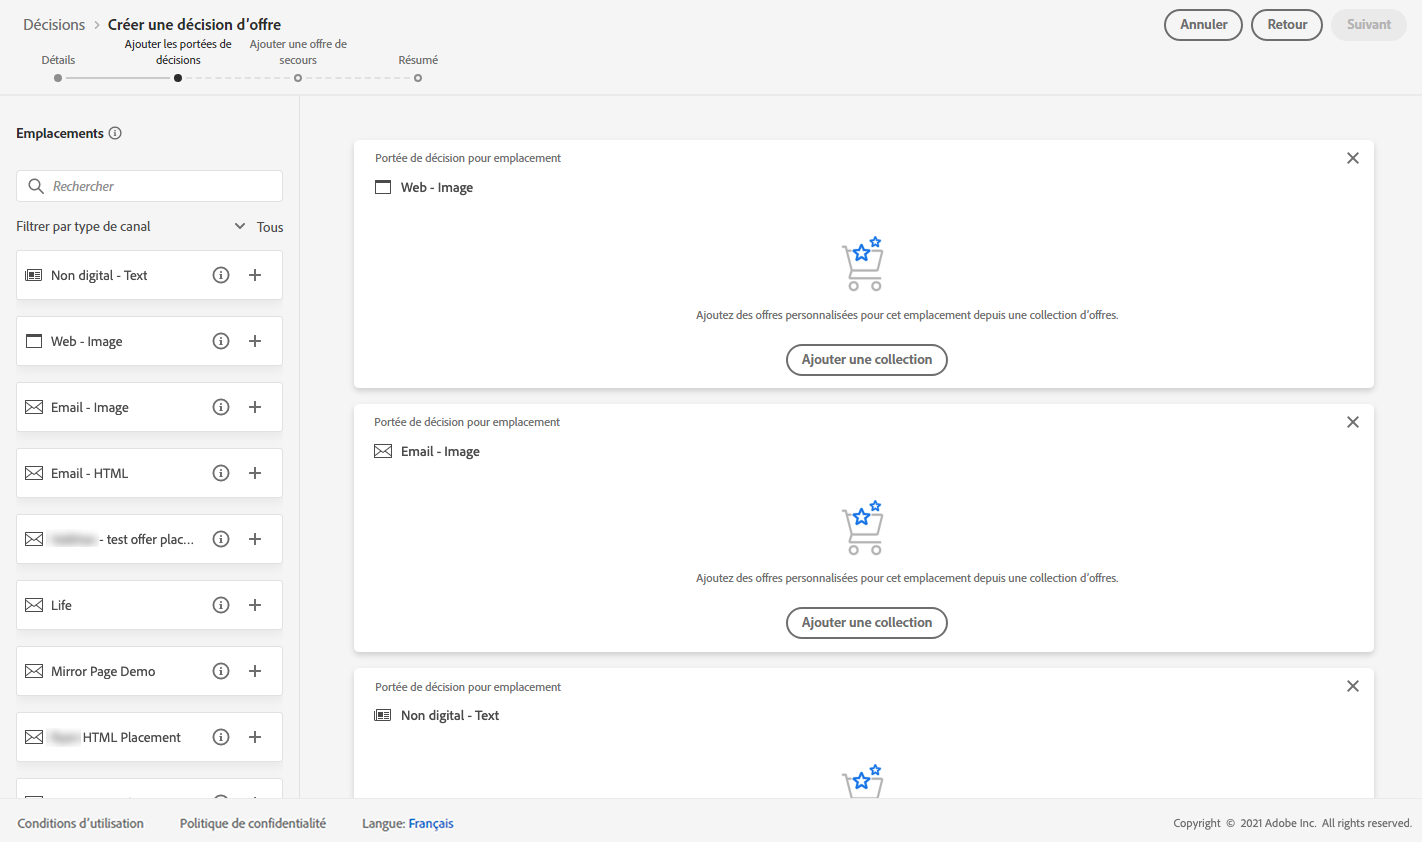 Décisions > Créer une décision d'offre
Annuler
Retour
Suivant
Détails
Ajouter les portées de
décisions
Ajouter une offre de
secours
Résumé
Emplacements
Rechercher
Filtrer par type de canal
Tous
Non digital - Text
Web - Image
Email - Image
Email - HTML
- test offer plac...
Life
Mirror Page Demo
HTML Placement
Portée de décision pour emplacement
Web - Image
Ajoutez des offres personnalisées pour cet emplacement depuis une collection d'offres.
Ajouter une collection
Portée de décision pour emplacement
Email - Image
Ajoutez des offres personnalisées pour cet emplacement depuis une collection d'offres.
Ajouter une collection
Portée de décision pour emplacement
Non digital - Text
Conditions d'utilisation
Politique de confidentialité
Langue: Français
Copyright © 2021 Adobe Inc. All rights reserved.